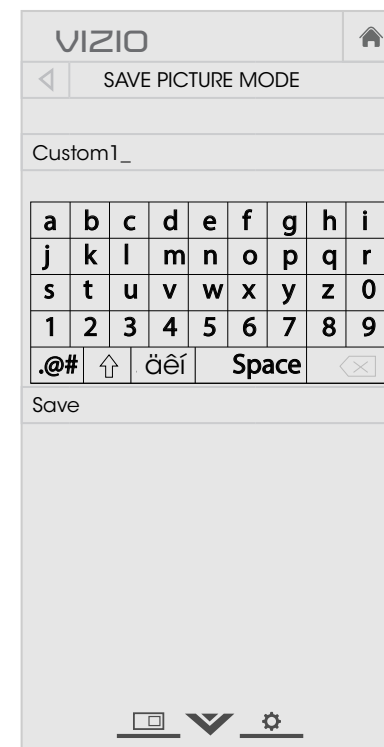 VIZIO
SAVE PICTURE MODE
Custom1_
a b c d e f g h i
j k l m n o p q r
s t u v w x y z 0
1 2 3 4 5 6 7 8 9
.@# äêí Space
Save